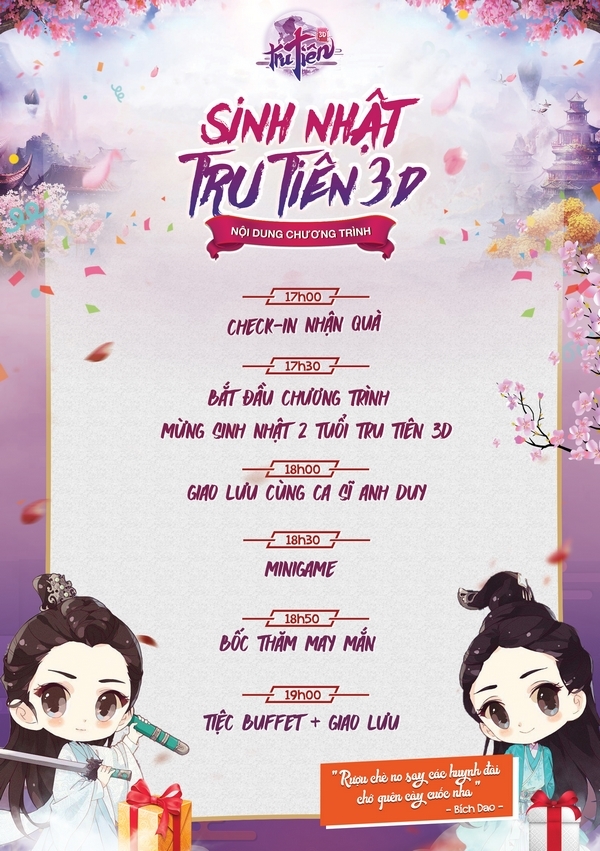 Tru Tiên 3D
SINH NHẬT
TRU TIÊN 3D
NỘI DUNG CHƯƠNG TRÌNH
17h00
CHECK-IN NHẬN QUÀ
17h30
BẮT ĐẦU CHƯƠNG TRÌNH
MỪNG SINH NHẬT 2 TUỔI TRU TIÊN 3D
18h00
GIAO LƯU CÙNG CA SĨ ANH DUY
18h30
MINIGAME
18h50
BỐC THĂM MAY MẮN
19h00
TIỆC BUFFET + GIAO LƯU
"Rượu chè no say các huynh đài
chớ quên cày cuốc nha"
- Bích Dao -